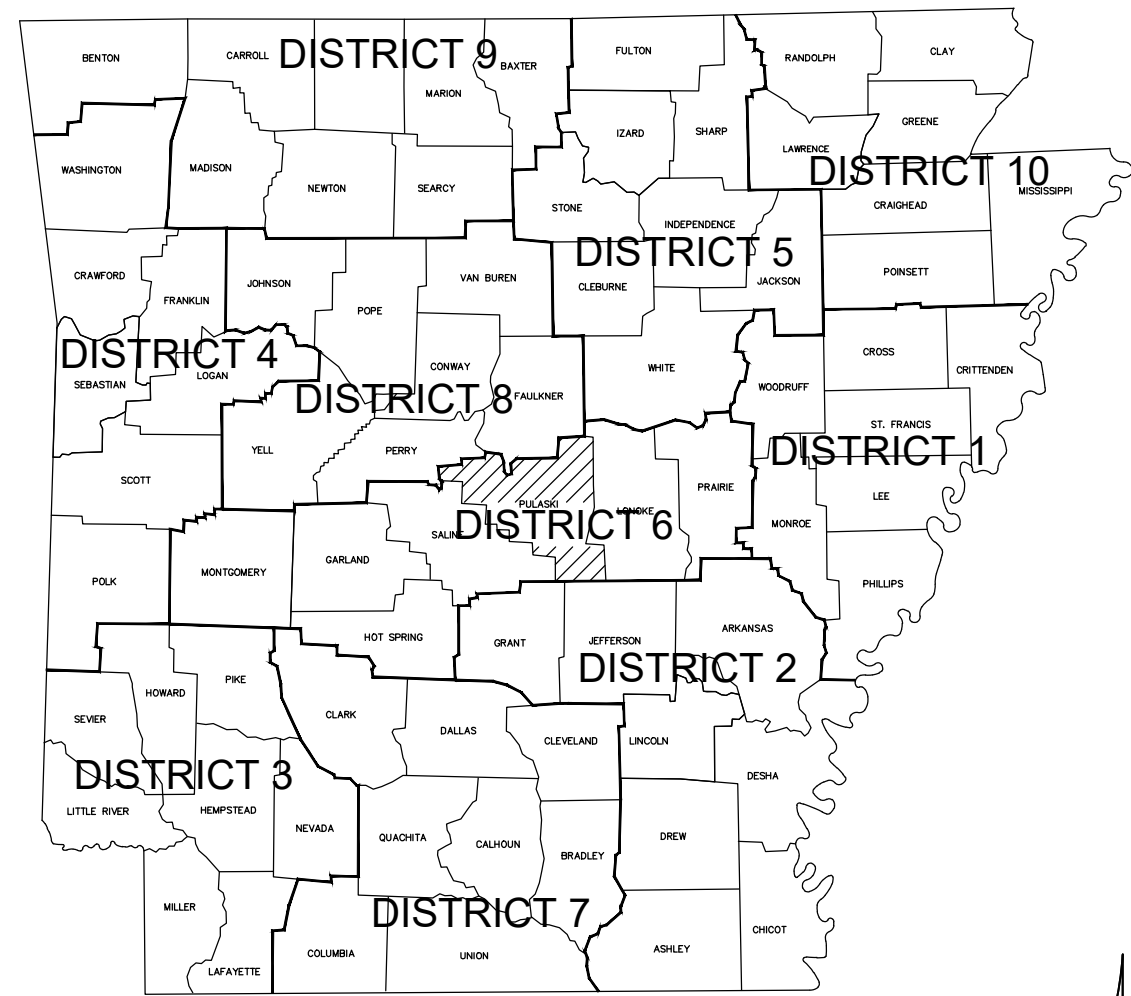 BENTON
CARROLL
DISTRICT 9
BAXTER
FULTON
RANDOLPH
CLAY
MARION
GREENE
IZARD
SHARP
LAWRENCE
WASHINGTON
MADISON
NEWTON
SEARCY
DISTRICT 10
MISSISSIPPI
STONE
CRAIGHEAD
INDEPENDENCE
DISTRICT 5
CRAWFORD
FRANKLIN
JOHNSON
VAN BUREN
CLEBURNE
JACKSON
POINSETT
POPE
DISTRICT 4
SEBASTIAN
LOGAN
CONWAY
WHITE
CROSS
CRITTENDEN
WOODRUFF
DISTRICT 8
FAULKNER
ST. FRANCIS
YELL
PERRY
DISTRICT 1
SCOTT
PRAIRIE
LEE
PULASKI
LONOKE
SALINE
DISTRICT 6
MONROE
POLK
MONTGOMERY
GARLAND
PHILLIPS
HOT SPRING
GRANT
JEFFERSON
ARKANSAS
DISTRICT 2
HOWARD
PIKE
SEVIER
CLARK
DALLAS
CLEVELAND
LINCOLN
DISTRICT 3
DESHA
LITTLE RIVER
HEMPSTEAD
NEVADA
QUACHITA
CALHOUN
BRADLEY
DREW
MILLER
DISTRICT 7
CHICOT
LAFAYETTE
COLUMBIA
UNION
ASHLEY